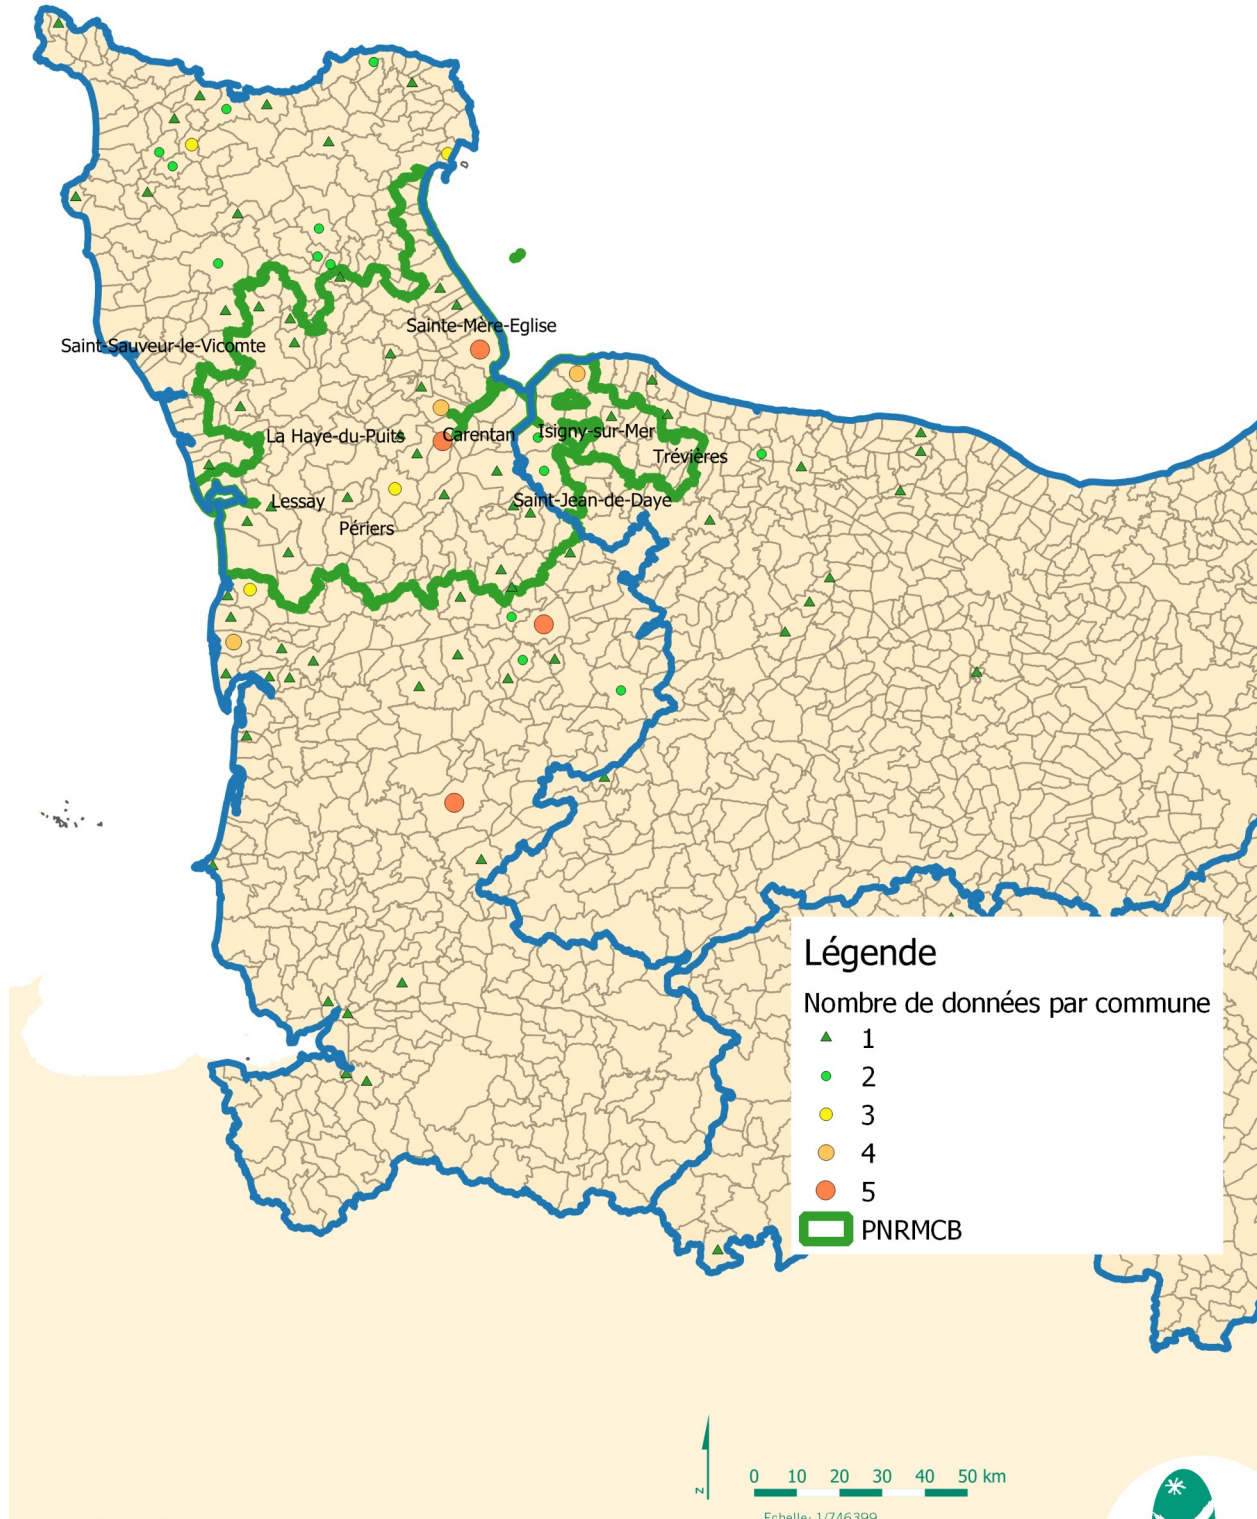 Sainte-Mère-Eglise
Saint-Sauveur-le-Vicomte
La Haye-du-Puits
Carentan
Isigny-sur-Mer
Trévières
Lessay
Saint-Jean-de-Daye
Périers
Légende
Nombre de données par commune
1
2
3
4
5
PNRMCB
N
0 10 20 30 40 50 km
Echelle: 1/746399